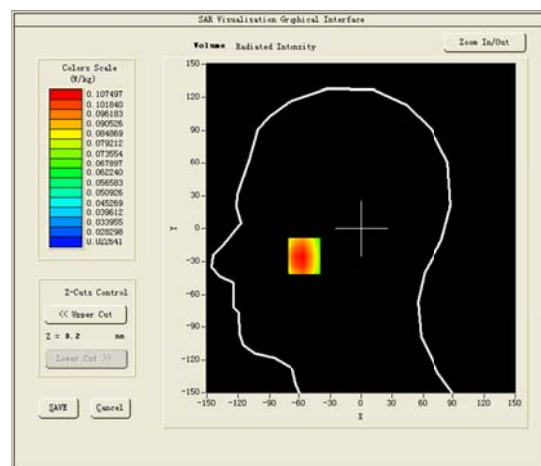 SAR Visualisation Grphical Interface
Volume Radiated Intensity
Zoom In/Out
Colors Scale
(W/kg)
0.107497
0.101840
0.096183
0.090526
0.084869
0.079212
0.073554
0.067897
0.062240
0.056583
0.050926
0.045269
0.039612
0.033955
0.028298
0.022641
Z-Cuts Control
<< Upper Cut
Z = 0.2 mm
Lower Cut >>
SAVE Cancel
150
120
90
60
30
0
-30
-60
-90
-120
-150
Y
-150 -120 -90 -60 -30 0 30 60 90 120 150
X